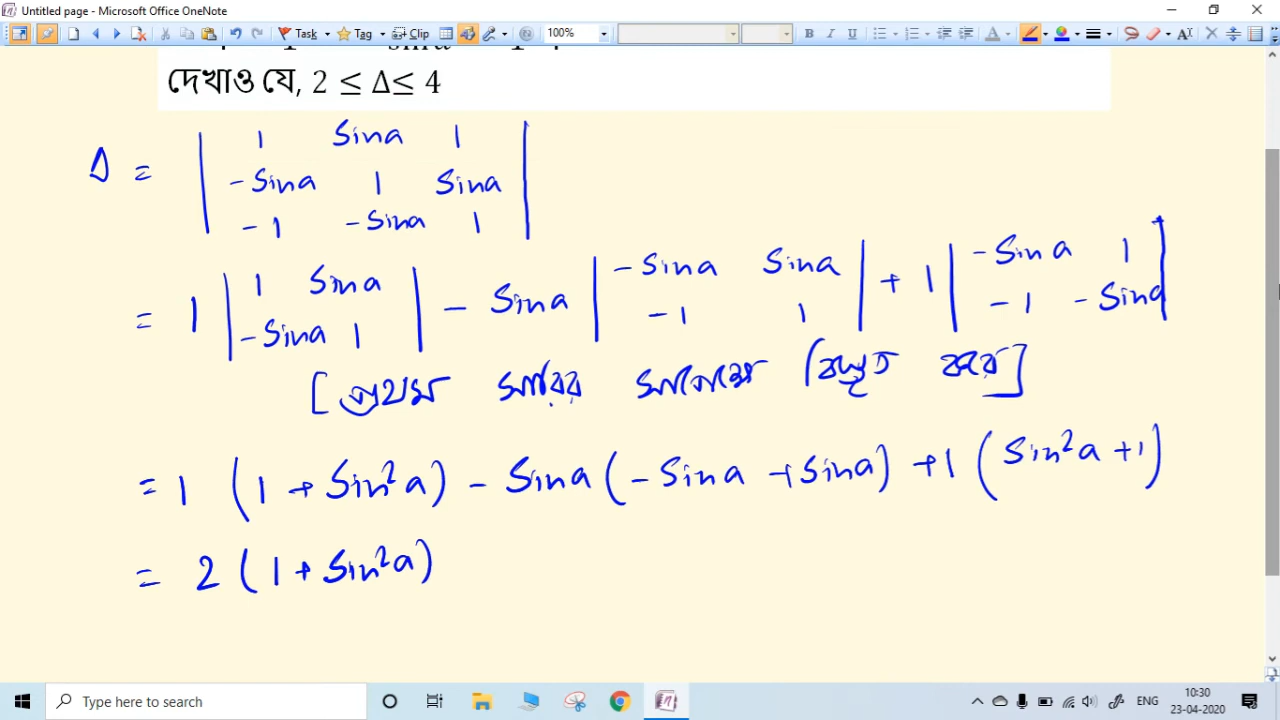 Untitled page - Microsoft Office OneNote
Task Tag Clip 100% B I U
দেখাও যে, 2 ≤ Δ ≤ 4
Δ = | 1 Sina 1 |
| -Sina 1 Sina |
| -1 -Sina 1 |
= 1 | 1 Sina | - Sina | -Sina Sina | + 1 | -Sina 1 |
| -Sina 1 | | -1 1 | | -1 -Sina |
[প্রথম সারির সাপেক্ষে বিস্তৃত করে]
= 1 (1 + Sin²a) - Sina (-Sina + Sina) + 1 (Sin²a + 1)
= 2 (1 + Sin²a)
Type here to search ENG 10:30
23-04-2020